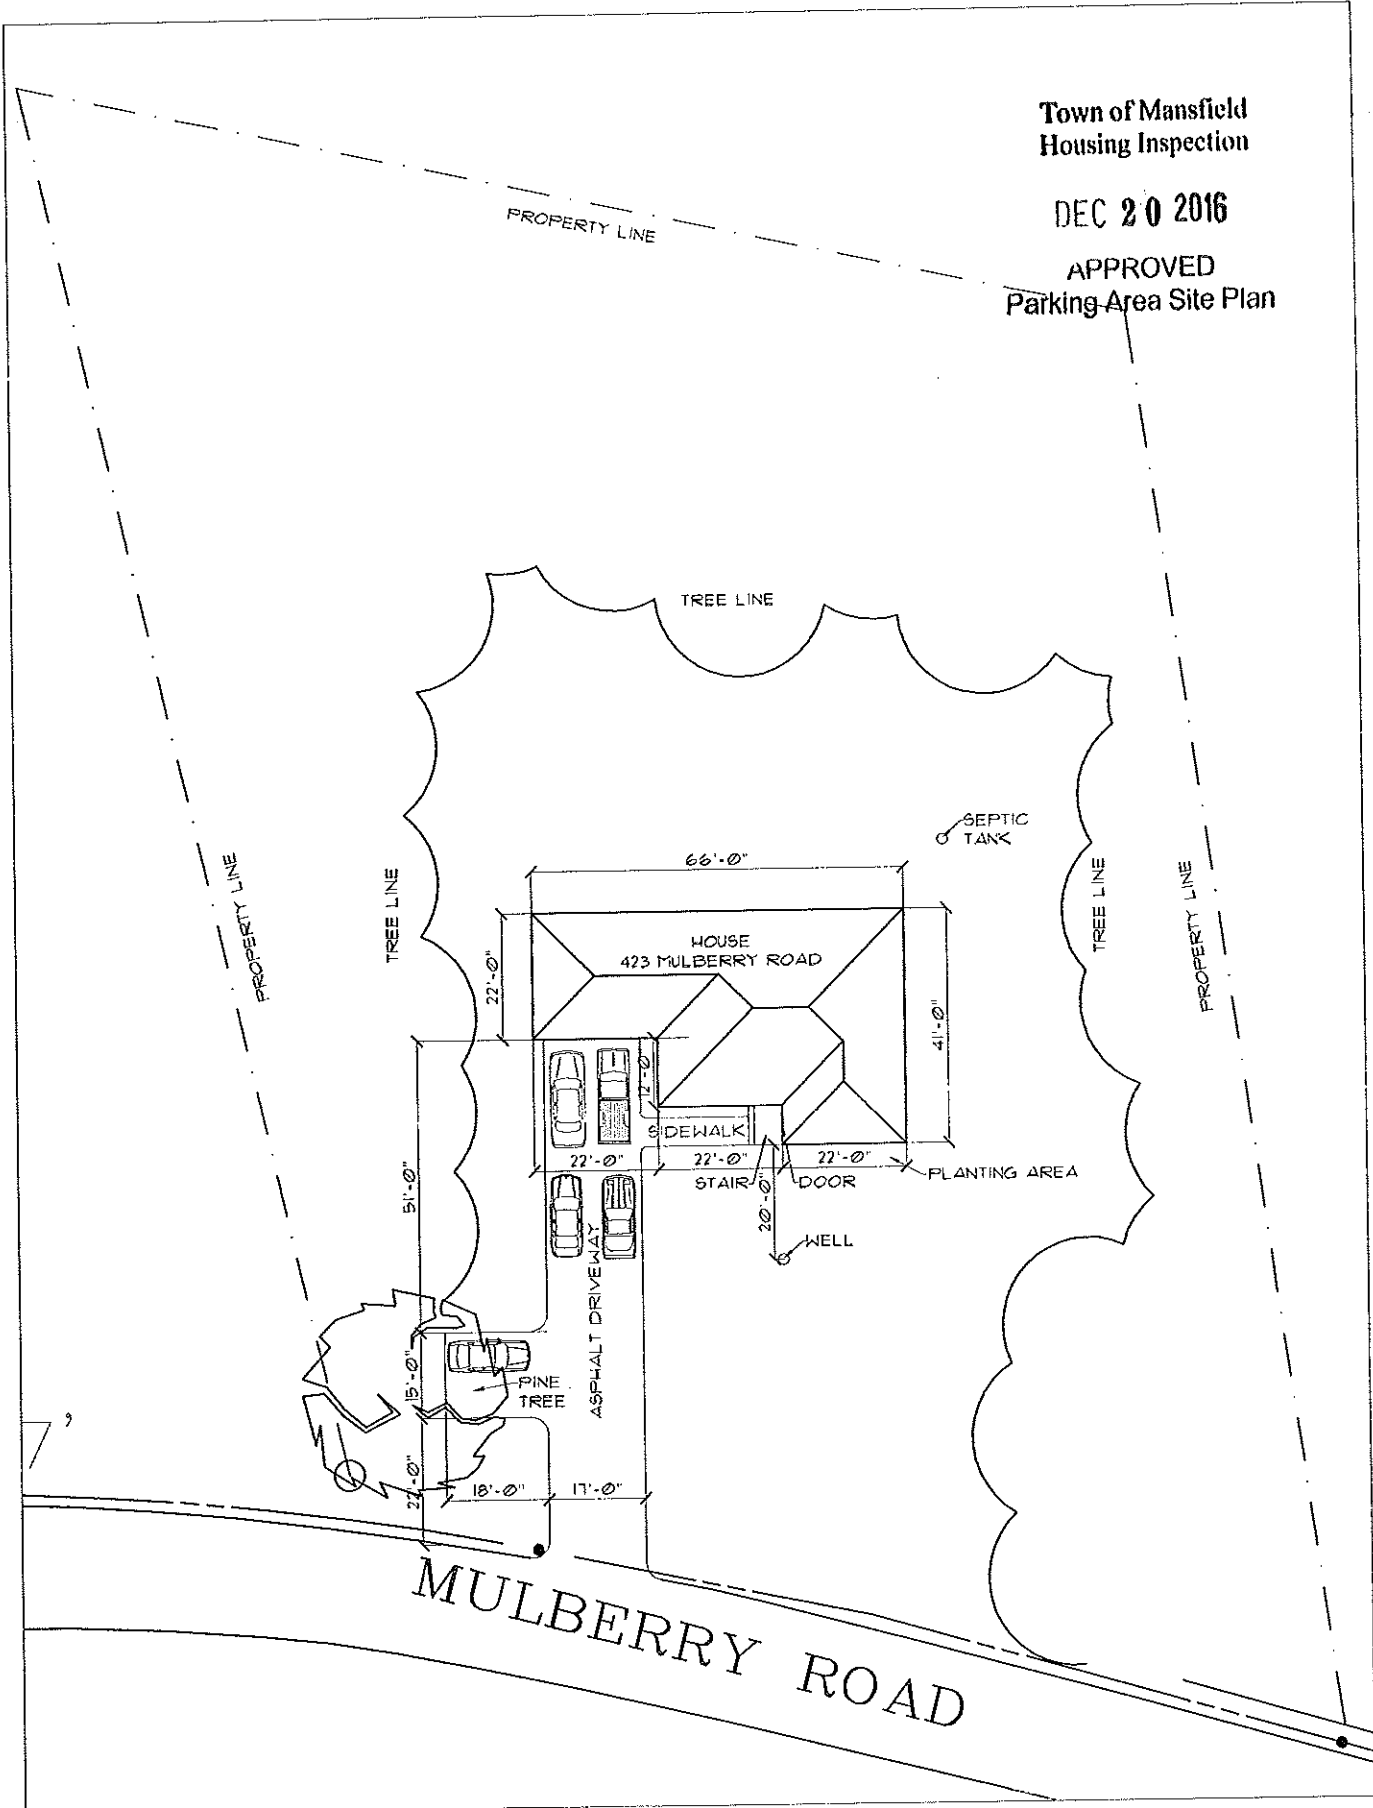 Town of Mansfield
Housing Inspection
DEC 20 2016
APPROVED
Parking Area Site Plan
PROPERTY LINE
TREE LINE
SEPTIC
TANK
66'-0"
HOUSE
423 MULBERRY ROAD
22'-0"
41'-0"
TREE LINE
PROPERTY LINE
TREE LINE
PROPERTY LINE
12'-0
SIDEWALK
22'-0"
22'-0"
22'-0"
STAIR
DOOR
PLANTING AREA
20'-0"
WELL
51'-0"
ASPHALT DRIVEWAY
15'-0"
PINE
TREE
22'-0"
18'-0"
17'-0"
MULBERRY ROAD